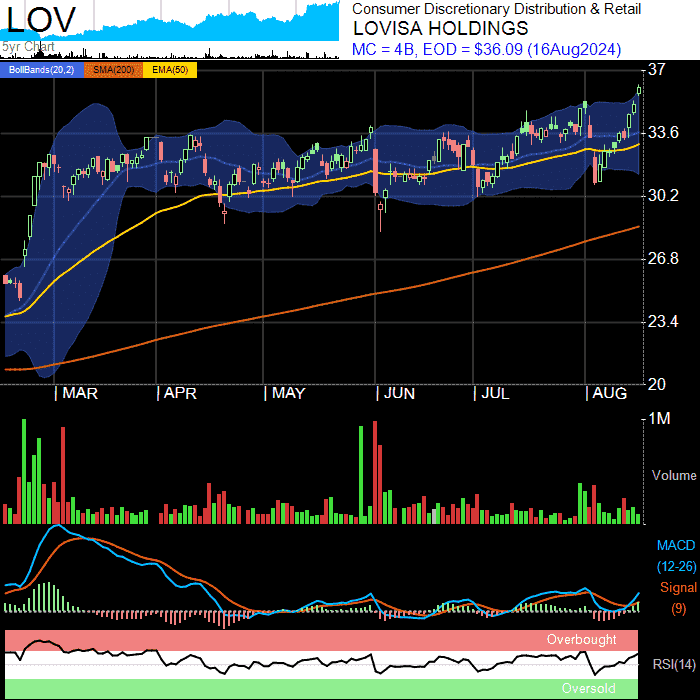 LOV
5yr Chart
Consumer Discretionary Distribution & Retail
LOVISA HOLDINGS
MC = 4B, EOD = $36.09 (16Aug2024)
BollBands(20,2) SMA(200) EMA(50)
37
33.6
30.2
26.8
23.4
20
MAR APR MAY JUN JUL AUG
1M
Volume
MACD
(12-26)
Signal
(9)
Overbought
RSI(14)
Oversold